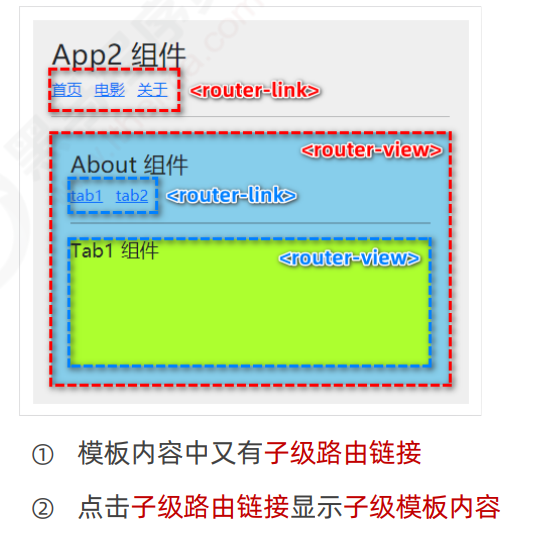 App2 组件
首页 电影 关于 <router-link>
<router-view>
About 组件
tab1 tab2 <router-link>
Tab1 组件
<router-view>
① 模板内容中又有子级路由链接
② 点击子级路由链接显示子级模板内容